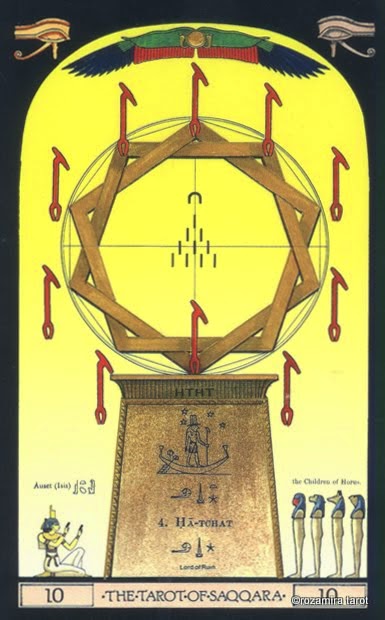 HTHT
Auset (Isis)
the Children of Horus.
4. ḤĀ-TCHAT
Lord of Ruin
10 ·THE·TAROT·OF·SAQQARA· 10
©rozamira tarot